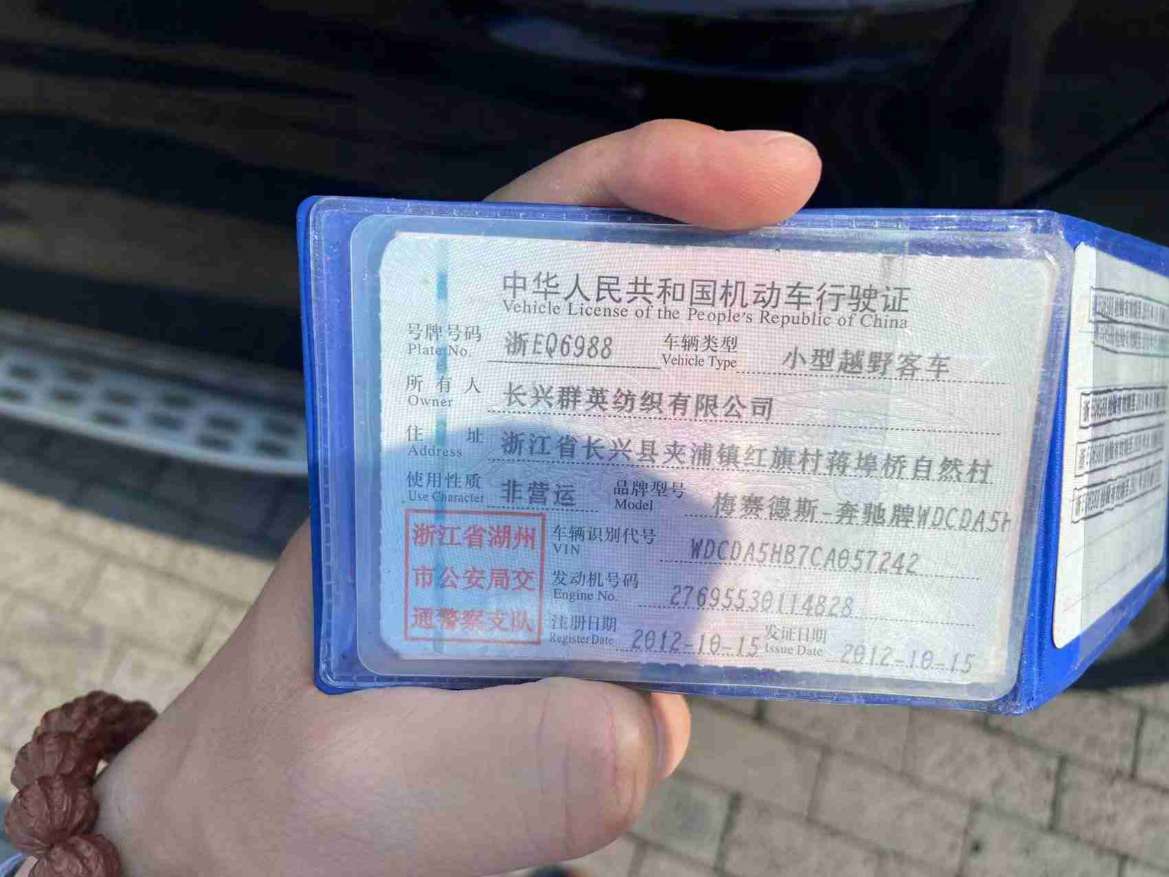 中华人民共和国机动车行驶证
Vehicle License of the People's Republic of China
号牌号码 浙EQ6988 车辆类型 小型越野客车
Plate No. Vehicle Type
所有人 长兴群英纺织有限公司
Owner
住址 浙江省长兴县夹浦镇红旗村蒋埠桥自然村
Address
使用性质 非营运 品牌型号 梅赛德斯-奔驰牌WDCDA5H
Use Character Model
浙江省湖州
市公安局交
通警察支队
车辆识别代号 WDCDA5HB7CA057242
VIN
发动机号码 27695530114828
Engine No.
注册日期 2012-10-15 发证日期 2012-10-15
Register Date Issue Date